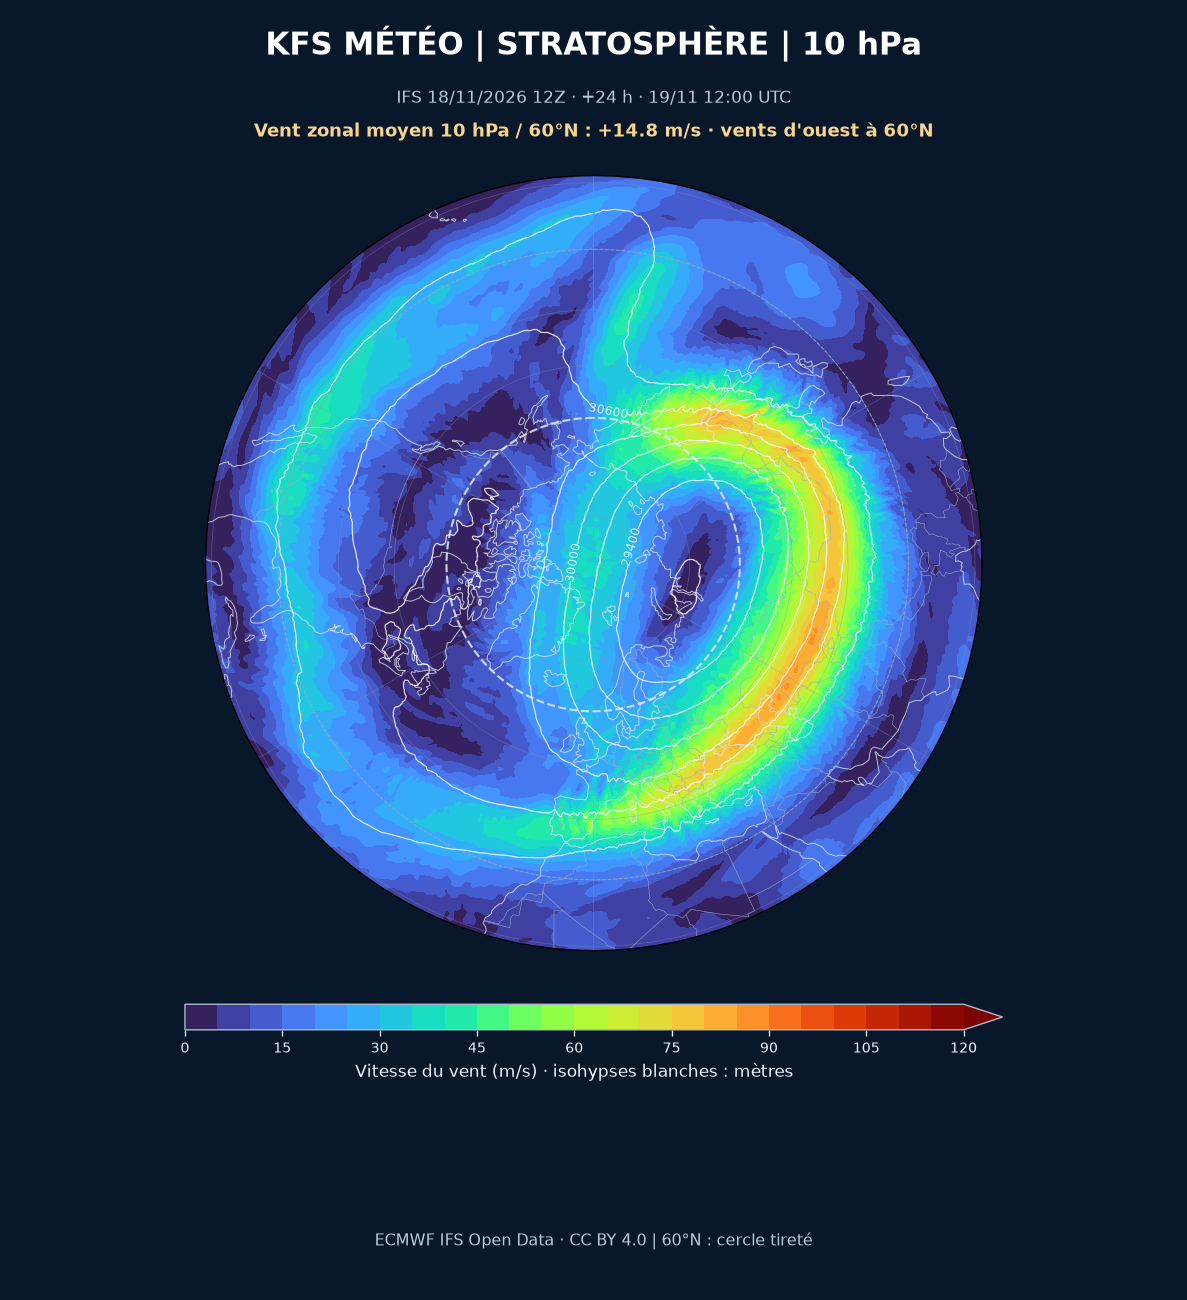 KFS MÉTÉO | STRATOSPHÈRE | 10 hPa
IFS 18/11/2026 12Z · +24 h · 19/11 12:00 UTC
Vent zonal moyen 10 hPa / 60°N : +14.8 m/s · vents d'ouest à 60°N
30600
30000
29400
0 15 30 45 60 75 90 105 120
Vitesse du vent (m/s) · isohypses blanches : mètres
ECMWF IFS Open Data · CC BY 4.0 | 60°N : cercle tireté